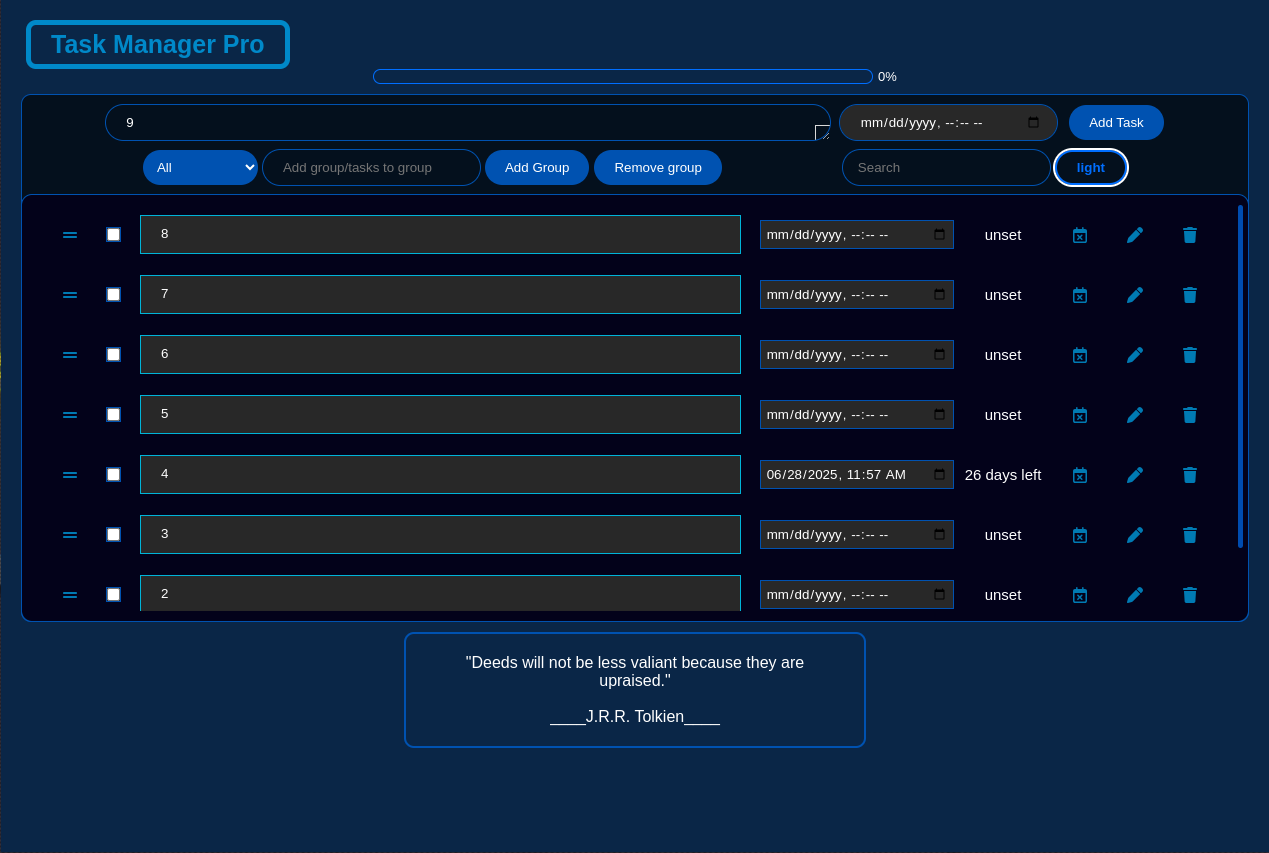 Task Manager Pro
0%
9 mm/dd/yyyy, --:-- -- Add Task
All Add group/tasks to group Add Group Remove group Search light
8 mm/dd/yyyy, --:-- -- unset
7 mm/dd/yyyy, --:-- -- unset
6 mm/dd/yyyy, --:-- -- unset
5 mm/dd/yyyy, --:-- -- unset
4 06/28/2025, 11:57 AM 26 days left
3 mm/dd/yyyy, --:-- -- unset
2 mm/dd/yyyy, --:-- -- unset
"Deeds will not be less valiant because they are
upraised."
____J.R.R. Tolkien____